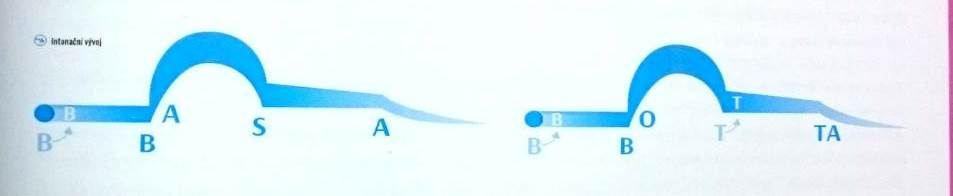 Intonační vývoj
B A T
B O
B B S A B B T TA